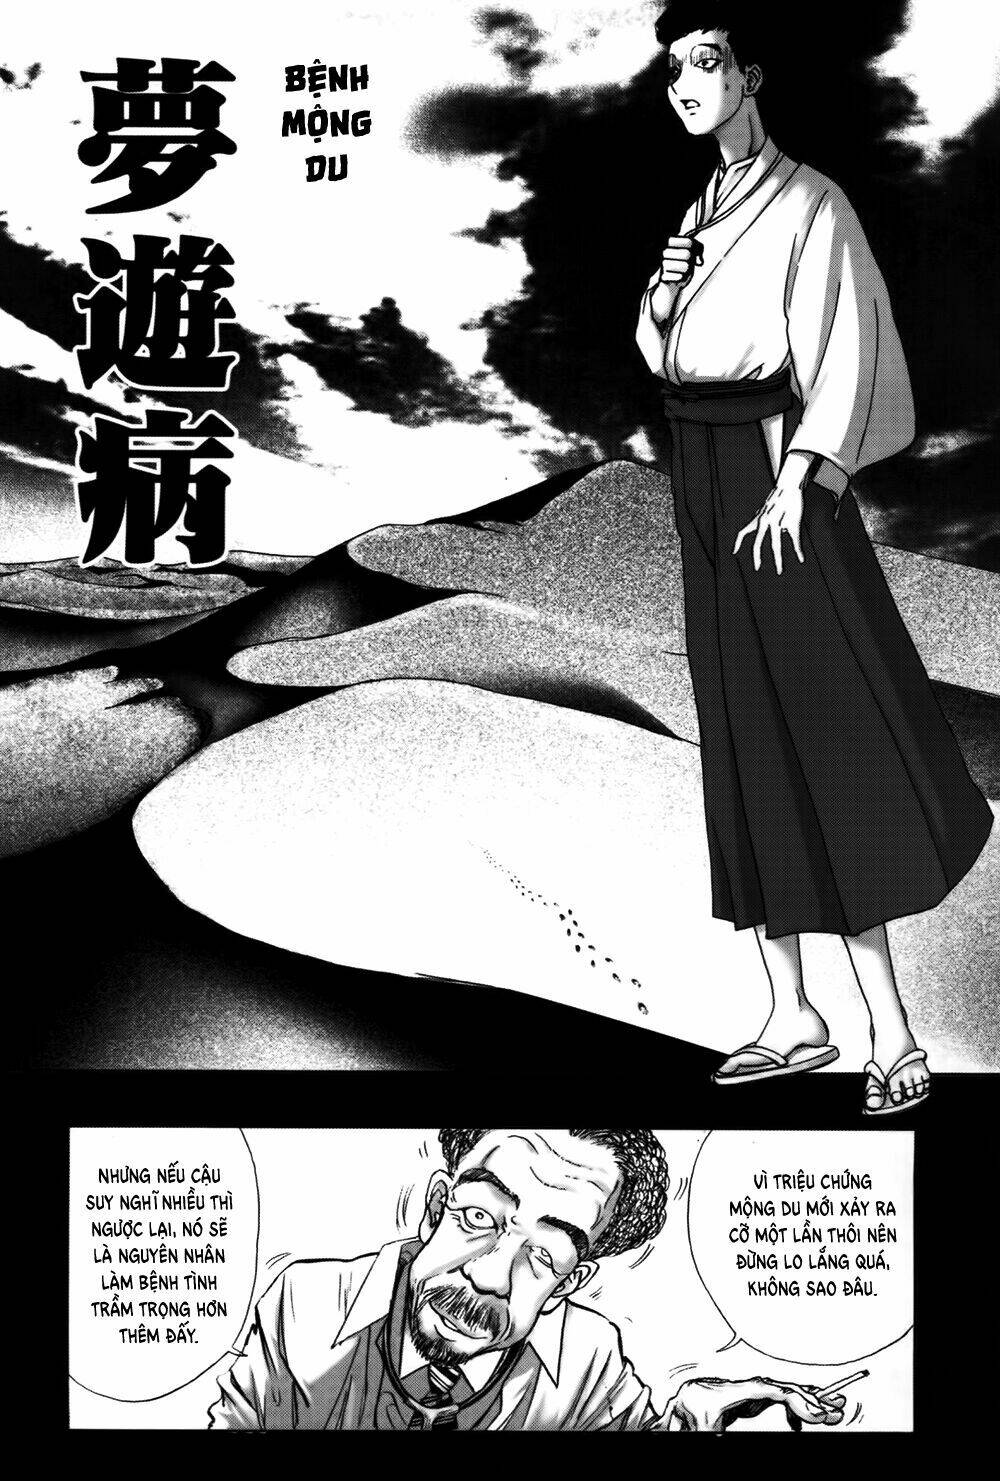 夢遊病
BỆNH
MỘNG
DU
VÌ TRIỆU CHỨNG
MỘNG DU MỚI XẢY RA
CỠ MỘT LẦN THÔI NÊN
ĐỪNG LO LẮNG QUÁ,
KHÔNG SAO ĐÂU.
NHƯNG NẾU CẬU
SUY NGHĨ NHIỀU THÌ
NGƯỢC LẠI, NÓ SẼ
LÀ NGUYÊN NHÂN
LÀM BỆNH TÌNH
TRẦM TRỌNG HƠN
THÊM ĐẤY.